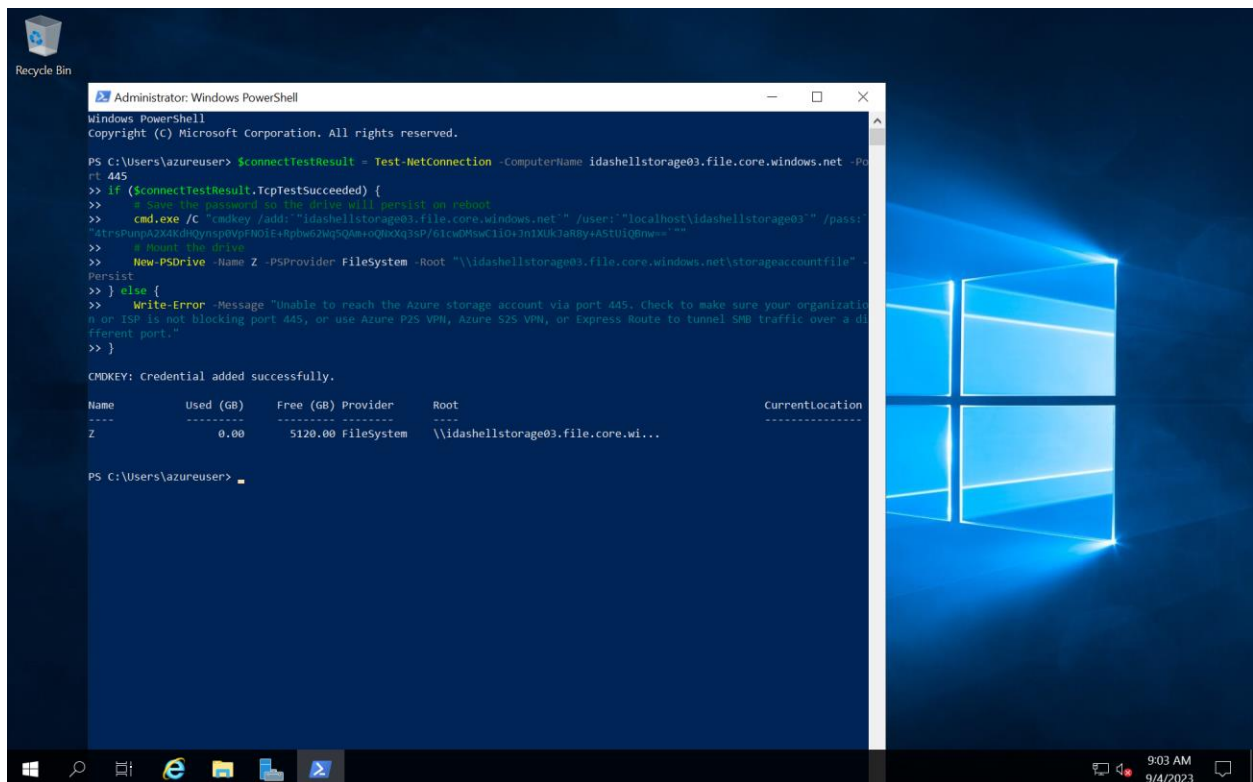 Recycle Bin
Administrator: Windows PowerShell
Windows PowerShell
Copyright (C) Microsoft Corporation. All rights reserved.
PS C:\Users\azureuser> $connectTestResult = Test-NetConnection -ComputerName idashellstorage03.file.core.windows.net -Po
rt 445
>> if ($connectTestResult.TcpTestSucceeded) {
>>     # Save the password so the drive will persist on reboot
>>     cmd.exe /C "cmdkey /add:`"idashellstorage03.file.core.windows.net`" /user:`"localhost\idashellstorage03`" /pass:`
>>     # Mount the drive
>>     New-PSDrive -Name Z -PSProvider FileSystem -Root "\\idashellstorage03.file.core.windows.net\storageaccountfile" -
Persist
>> } else {
>>     Write-Error -Message "Unable to reach the Azure storage account via port 445. Check to make sure your organizatio
n or ISP is not blocking port 445, or use Azure P2S VPN, Azure S2S VPN, or Express Route to tunnel SMB traffic over a di
fferent port."
>> }
CMDKEY: Credential added successfully.
Name Used (GB) Free (GB) Provider Root CurrentLocation
---- --------- --------- -------- ---- ---------------
Z 0.00 5120.00 FileSystem \\idashellstorage03.file.core.wi...
PS C:\Users\azureuser>
9:03 AM
9/4/2023